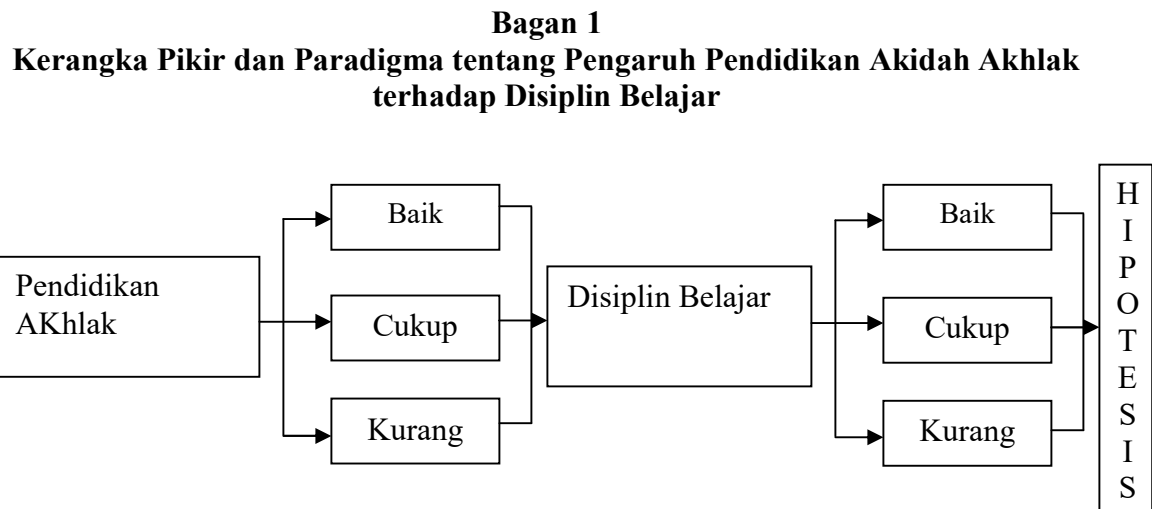 Bagan 1
Kerangka Pikir dan Paradigma tentang Pengaruh Pendidikan Akidah Akhlak
terhadap Disiplin Belajar
Pendidikan
AKhlak
Baik
Cukup
Kurang
Disiplin Belajar
Baik
Cukup
Kurang
H
I
P
O
T
E
S
I
S